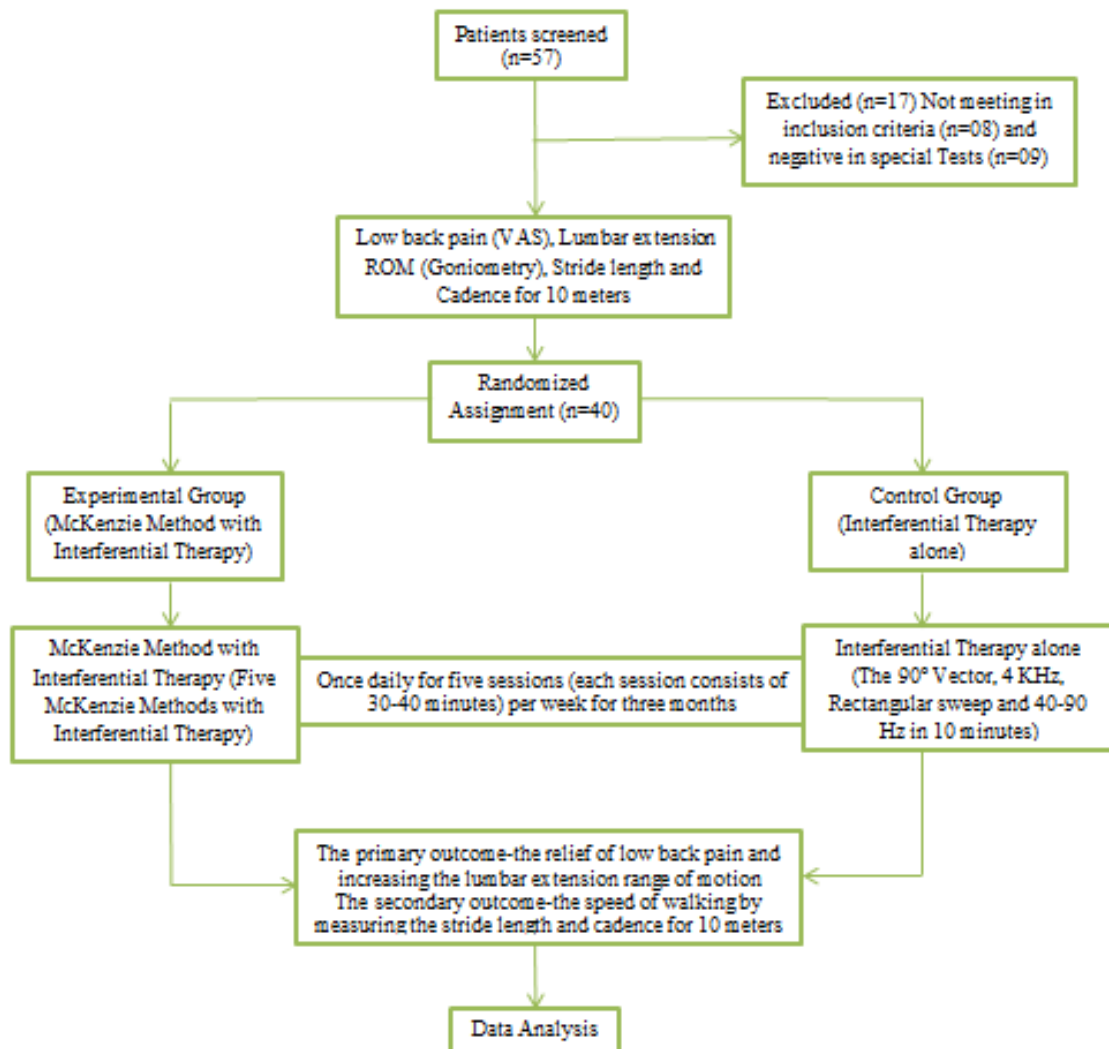 Patients screened
(n=57)
Excluded (n=17) Not meeting in
inclusion criteria (n=08) and
negative in special Tests (n=09)
Low back pain (VAS), Lumbar extension
ROM (Goniometry), Stride length and
Cadence for 10 meters
Randomized
Assignment (n=40)
Experimental Group
(McKenzie Method with
Interferential Therapy)
Control Group
(Interferential Therapy
alone)
McKenzie Method with
Interferential Therapy (Five
McKenzie Methods with
Interferential Therapy)
Once daily for five sessions (each session consists of
30-40 minutes) per week for three months
Interferential Therapy alone
(The 90° Vector, 4 KHz,
Rectangular sweep and 40-90
Hz in 10 minutes)
The primary outcome-the relief of low back pain and
increasing the lumbar extension range of motion
The secondary outcome-the speed of walking by
measuring the stride length and cadence for 10 meters
Data Analysis